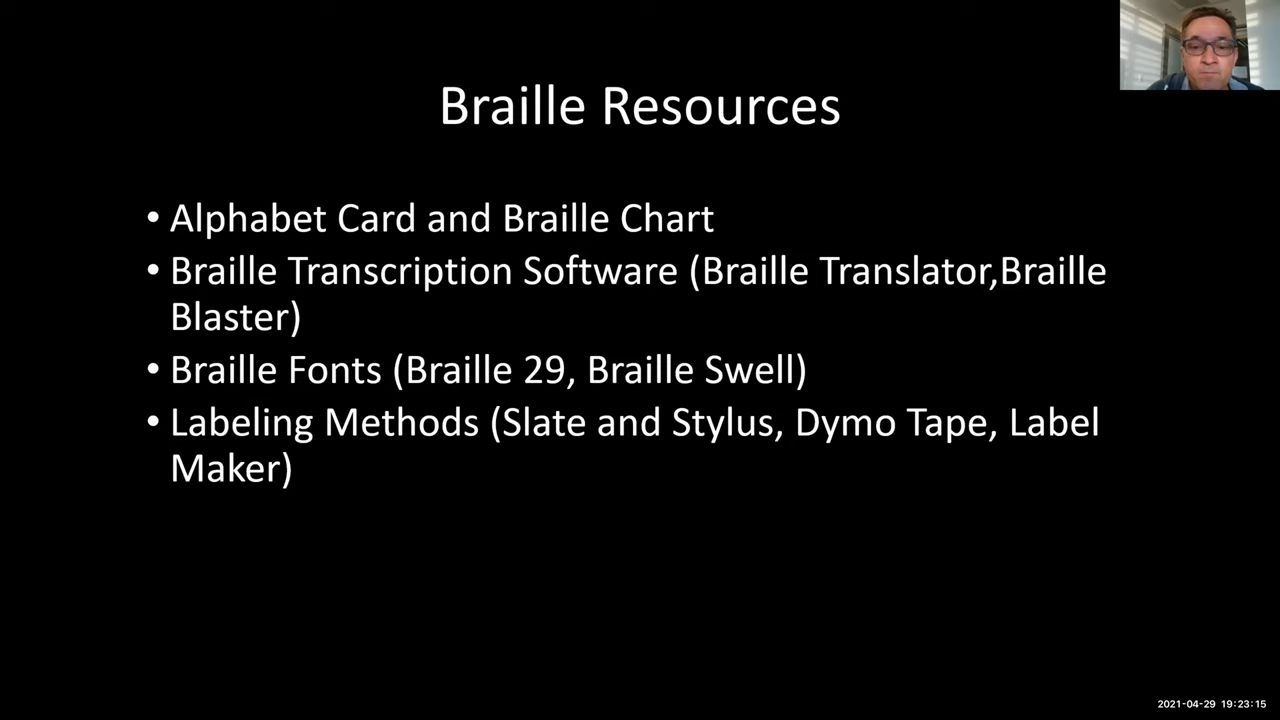 Braille Resources
• Alphabet Card and Braille Chart
• Braille Transcription Software (Braille Translator,Braille
Blaster)
• Braille Fonts (Braille 29, Braille Swell)
• Labeling Methods (Slate and Stylus, Dymo Tape, Label
Maker)
2021-04-29 19:23:15